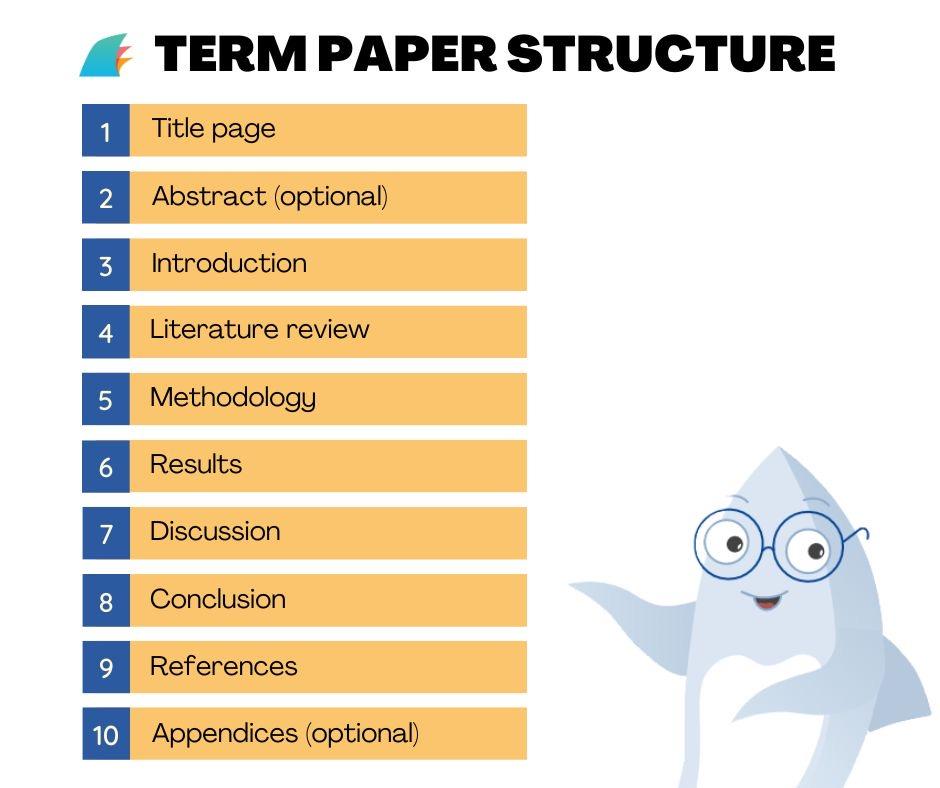 TERM PAPER STRUCTURE
1 Title page
2 Abstract (optional)
3 Introduction
4 Literature review
5 Methodology
6 Results
7 Discussion
8 Conclusion
9 References
10 Appendices (optional)